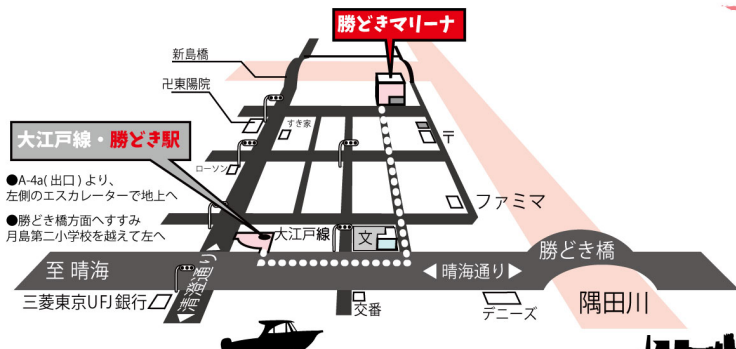 勝どきマリーナ
新島橋
卍東陽院
すき家
〒
大江戸線・勝どき駅
ローソン
●A-4a(出口)より、
左側のエスカレーターで地上へ
●勝どき橋方面へすすみ
月島第二小学校を越えて左へ
ファミマ
大江戸線
文
勝どき橋
至 晴海
清澄通り
晴海通り
三菱東京UFJ銀行
交番
デニーズ
隅田川